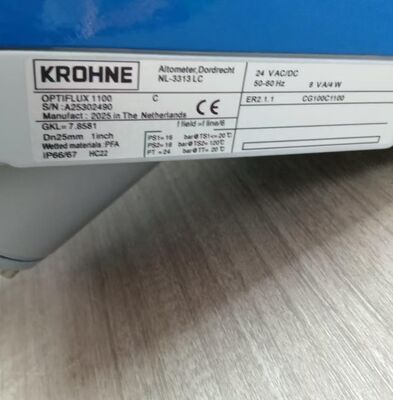 KROHNE
Altometer, Dordrecht
NL-3313 LC
24 VAC/DC
50-60 Hz 8 VA/4 W
OPTIFLUX 1100 C
ER2.1.1 CG100C1100
S/N : A25302490
CE
Manufact : 2025 in The Netherlands
GKL= 7.8581 f field = f line/6
Dn25mm 1inch
Wetted materials :PFA
IP66/67 HC22
PS1= 16 bar@ TS1<= 20°C
PS2= 16 bar@ TS2= 120°C
PT = 24 bar@ TT= 20°C